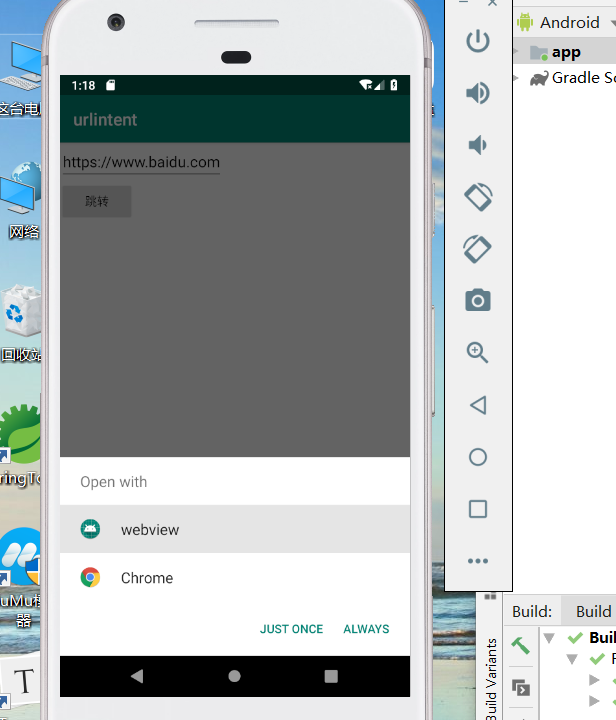 Android
app
Gradle Sc
1:18
urlintent
https://www.baidu.com
跳转
这台电
网络
回收站
ringTo
uMu模
器
T
Open with
webview
Chrome
JUST ONCE
ALWAYS
Build:
Build
Buil
Build Variants